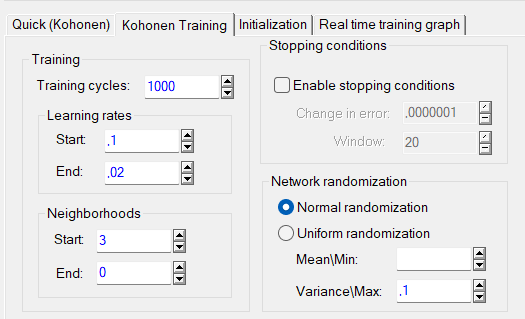 Quick (Kohonen) Kohonen Training Initialization Real time training graph
Training
Training cycles: 1000
Learning rates
Start: ,1
End: ,02
Neighborhoods
Start: 3
End: 0
Stopping conditions
Enable stopping conditions
Change in error: ,0000001
Window: 20
Network randomization
Normal randomization
Uniform randomization
Mean\Min:
Variance\Max: ,1